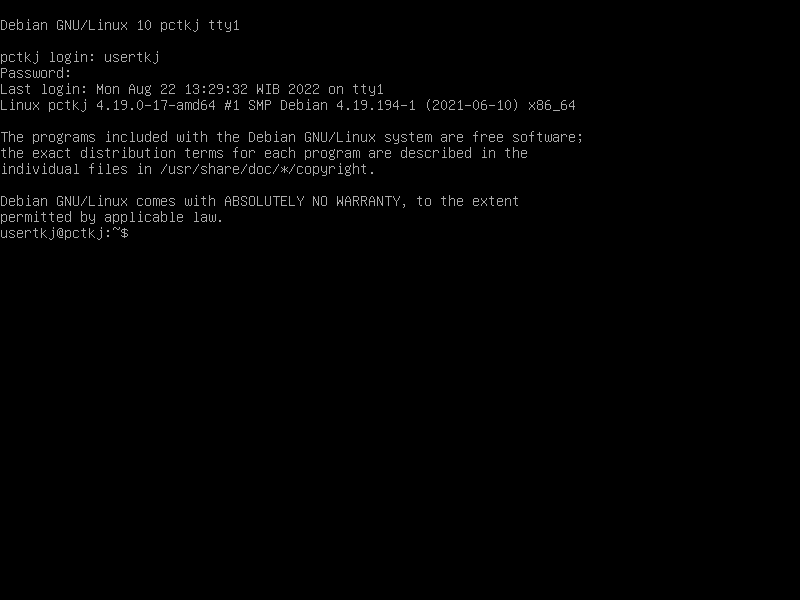 Debian GNU/Linux 10 pctkj tty1
pctkj login: usertkj
Password:
Last login: Mon Aug 22 13:29:32 WIB 2022 on tty1
Linux pctkj 4.19.0-17-amd64 #1 SMP Debian 4.19.194-1 (2021-06-10) x86_64
The programs included with the Debian GNU/Linux system are free software;
the exact distribution terms for each program are described in the
individual files in /usr/share/doc/*/copyright.
Debian GNU/Linux comes with ABSOLUTELY NO WARRANTY, to the extent
permitted by applicable law.
usertkj@pctkj:~$